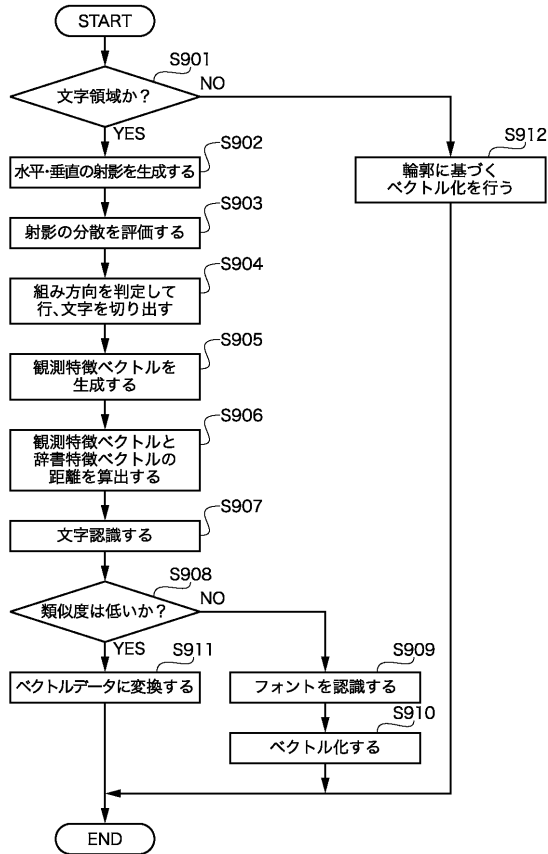 START
S901
文字領域か?
NO
YES
S902
水平・垂直の射影を生成する
S912
輪郭に基づく
ベクトル化を行う
S903
射影の分散を評価する
S904
組み方向を判定して
行、文字を切り出す
S905
観測特徴ベクトルを
生成する
S906
観測特徴ベクトルと
辞書特徴ベクトルの
距離を算出する
S907
文字認識する
S908
類似度は低いか?
NO
YES
S911
ベクトルデータに変換する
S909
フォントを認識する
S910
ベクトル化する
END